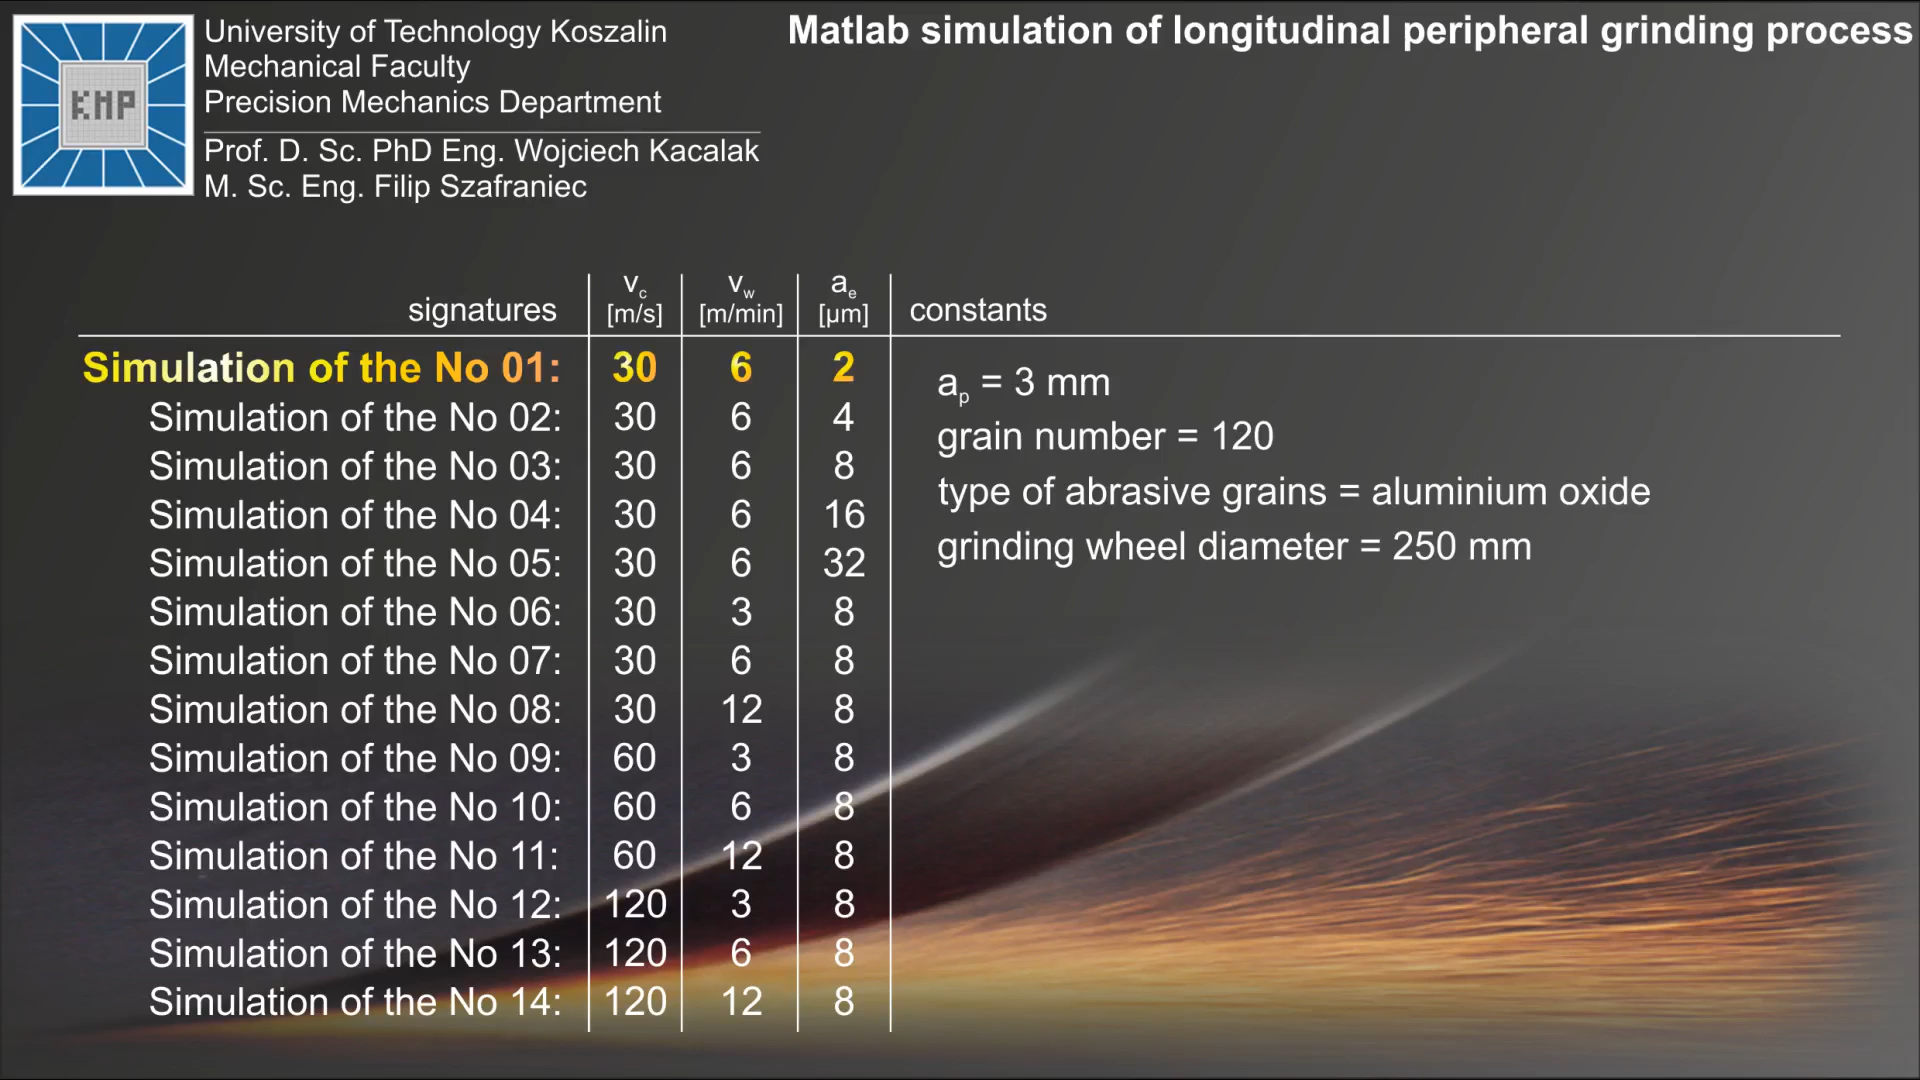 University of Technology Koszalin
Mechanical Faculty
Precision Mechanics Department
Prof. D. Sc. PhD Eng. Wojciech Kacalak
M. Sc. Eng. Filip Szafraniec
KMP
Matlab simulation of longitudinal peripheral grinding process
signatures vc [m/s] vw [m/min] ae [µm] constants
Simulation of the No 01: 30 6 2
Simulation of the No 02: 30 6 4
Simulation of the No 03: 30 6 8
Simulation of the No 04: 30 6 16
Simulation of the No 05: 30 6 32
Simulation of the No 06: 30 3 8
Simulation of the No 07: 30 6 8
Simulation of the No 08: 30 12 8
Simulation of the No 09: 60 3 8
Simulation of the No 10: 60 6 8
Simulation of the No 11: 60 12 8
Simulation of the No 12: 120 3 8
Simulation of the No 13: 120 6 8
Simulation of the No 14: 120 12 8
ap = 3 mm
grain number = 120
type of abrasive grains = aluminium oxide
grinding wheel diameter = 250 mm